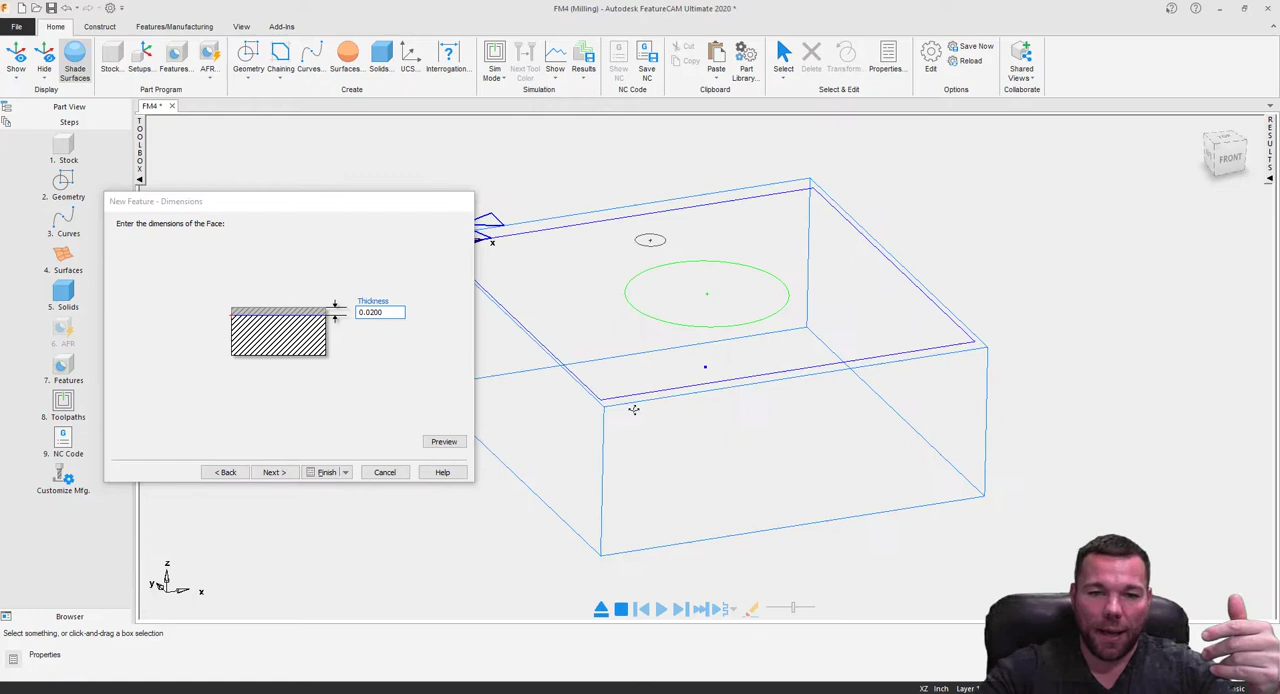 FM4 (Milling) - Autodesk FeatureCAM Ultimate 2020 *
File
Home
Construct
Features/Manufacturing
View
Add-Ins
Show
Hide
Shade Surfaces
Stock...
Setups...
Features...
AFR...
Geometry
Chaining
Curves...
Surfaces...
Solids...
UCS...
Interrogation...
Sim Mode
Next Tool Color
Show
Results
Show NC
Save NC
Cut
Copy
Paste
Part Library...
Select
Delete
Transform...
Properties...
Edit
Save Now
Reload
Shared Views
Display
Part Program
Create
Simulation
NC Code
Clipboard
Select & Edit
Options
Collaborate
Part View
FM4 *
Steps
TOOLBOX
RESULTS
1. Stock
2. Geometry
3. Curves
4. Surfaces
5. Solids
6. AFR
7. Features
8. Toolpaths
9. NC Code
Customize Mfg.
New Feature - Dimensions
Enter the dimensions of the Face:
Thickness
0.0200
Preview
< Back
Next >
Finish
Cancel
Help
x
FRONT
z
y
x
Browser
Select something, or click-and-drag a box selection
Properties
XZ
Inch
Layer 1